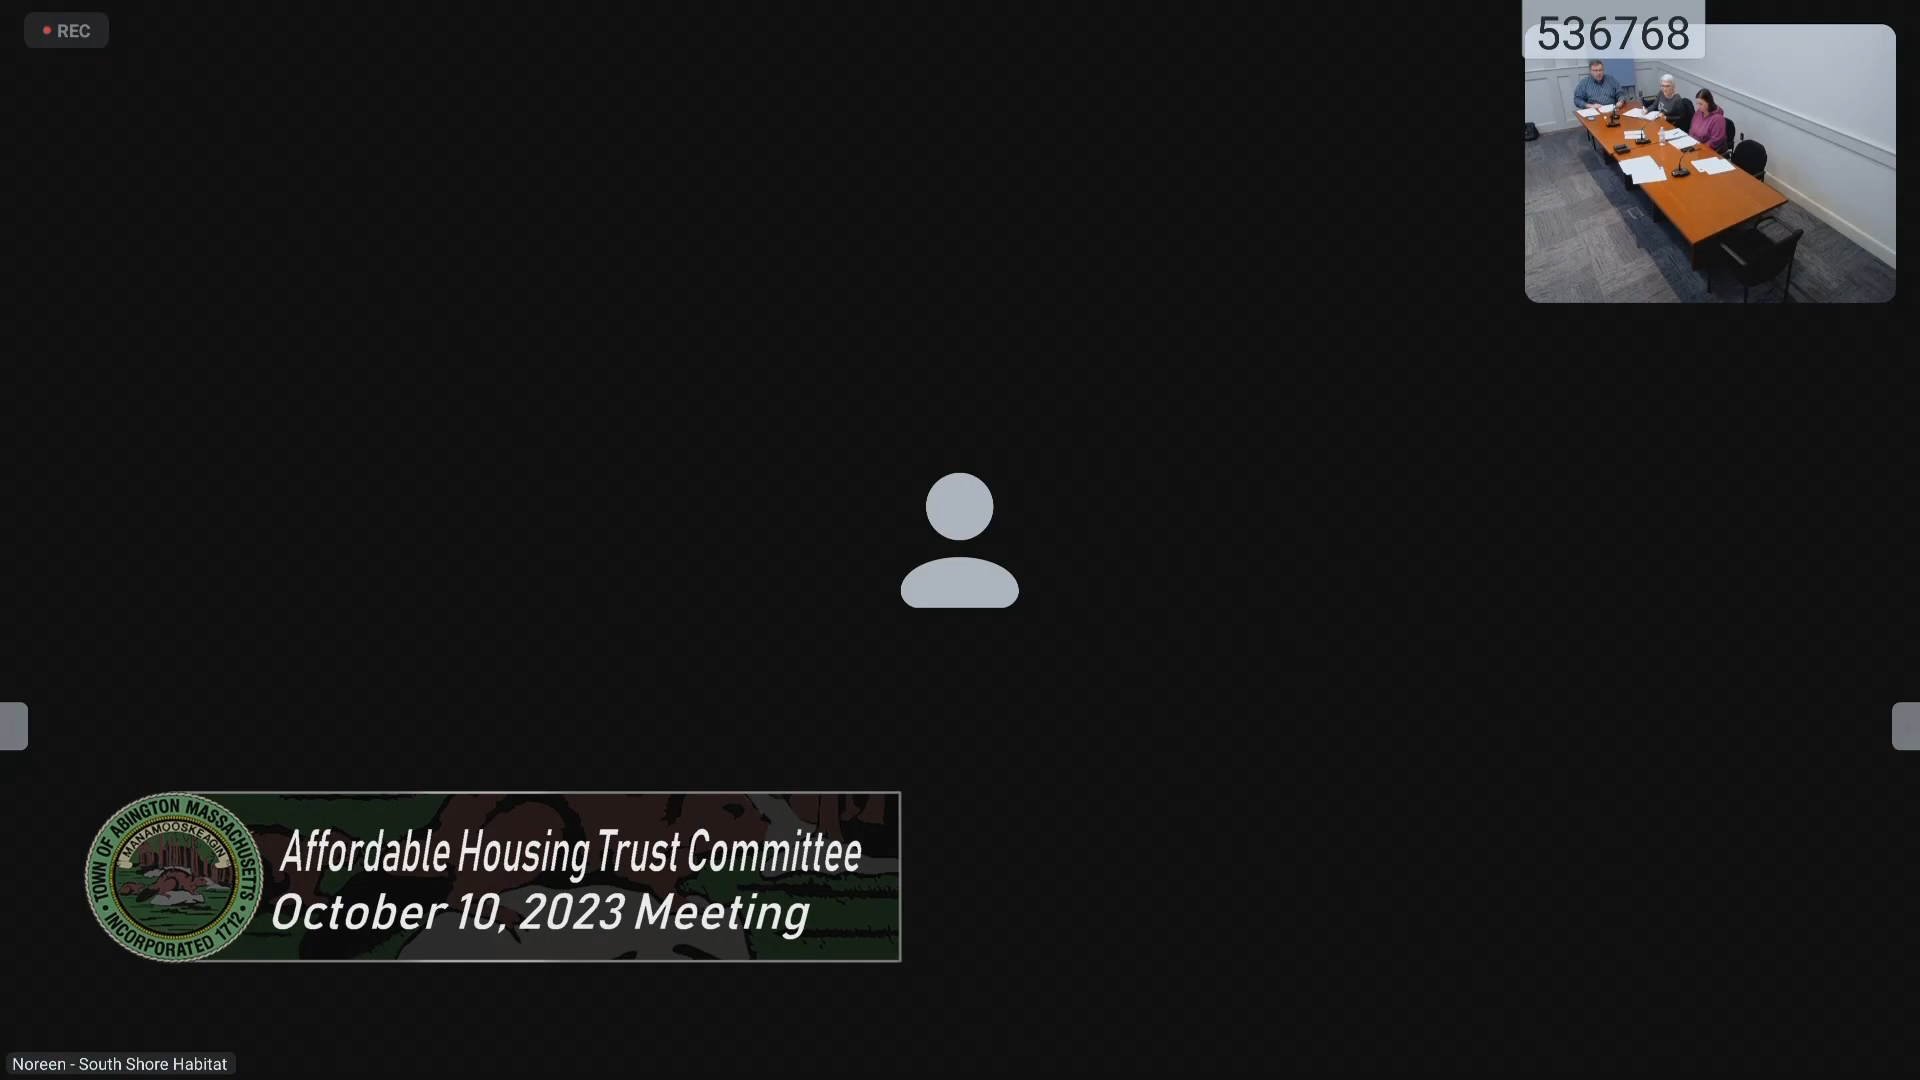 REC
536768
TOWN OF ABINGTON MASSACHUSETTS
MANAMOOSKEAGIN
INCORPORATED 1712
Affordable Housing Trust Committee
October 10, 2023 Meeting
Noreen - South Shore Habitat